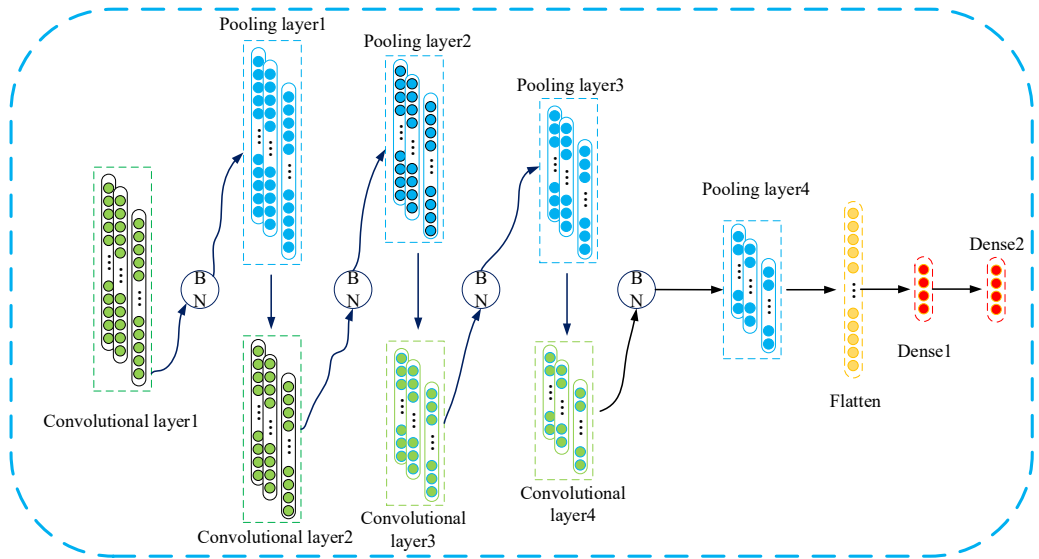 Pooling layer1
Pooling layer2
Pooling layer3
Pooling layer4
Dense2
B
N
B
N
B
N
B
N
Dense1
Flatten
Convolutional layer1
Convolutional layer2
Convolutional
layer3
Convolutional
layer4